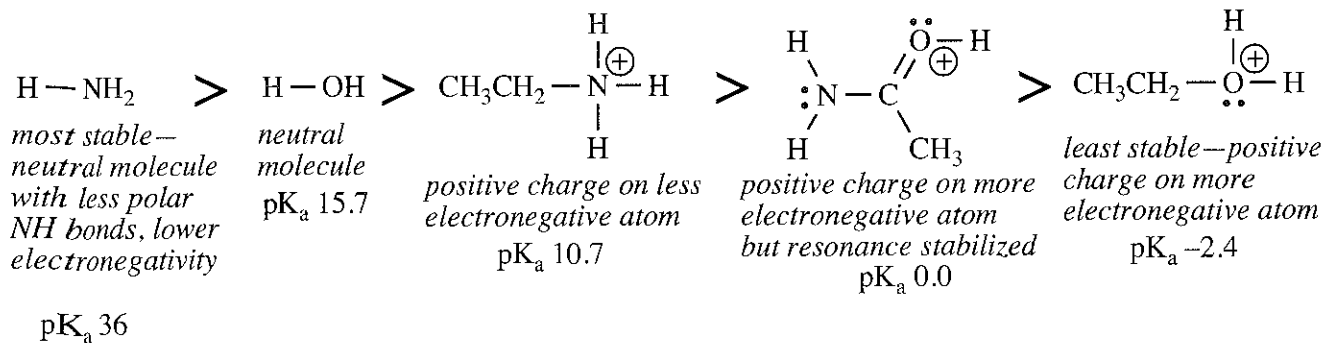 H—NH₂ > H—OH > CH₃CH₂—N⊕—H > :N—C O⊕—H > CH₃CH₂—O⊕—H
H H H H H H CH₃
most stable—
neutral molecule
with less polar
NH bonds, lower
electronegativity
pKₐ 36
neutral
molecule
pKₐ 15.7
positive charge on less
electronegative atom
pKₐ 10.7
positive charge on more
electronegative atom
but resonance stabilized
pKₐ 0.0
least stable—positive
charge on more
electronegative atom
pKₐ –2.4